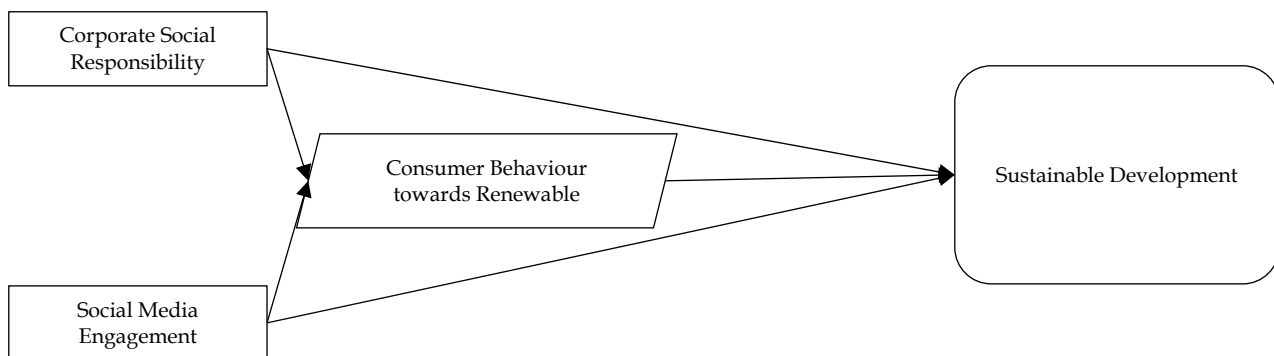 Corporate Social
Responsibility
Consumer Behaviour
towards Renewable
Sustainable Development
Social Media
Engagement